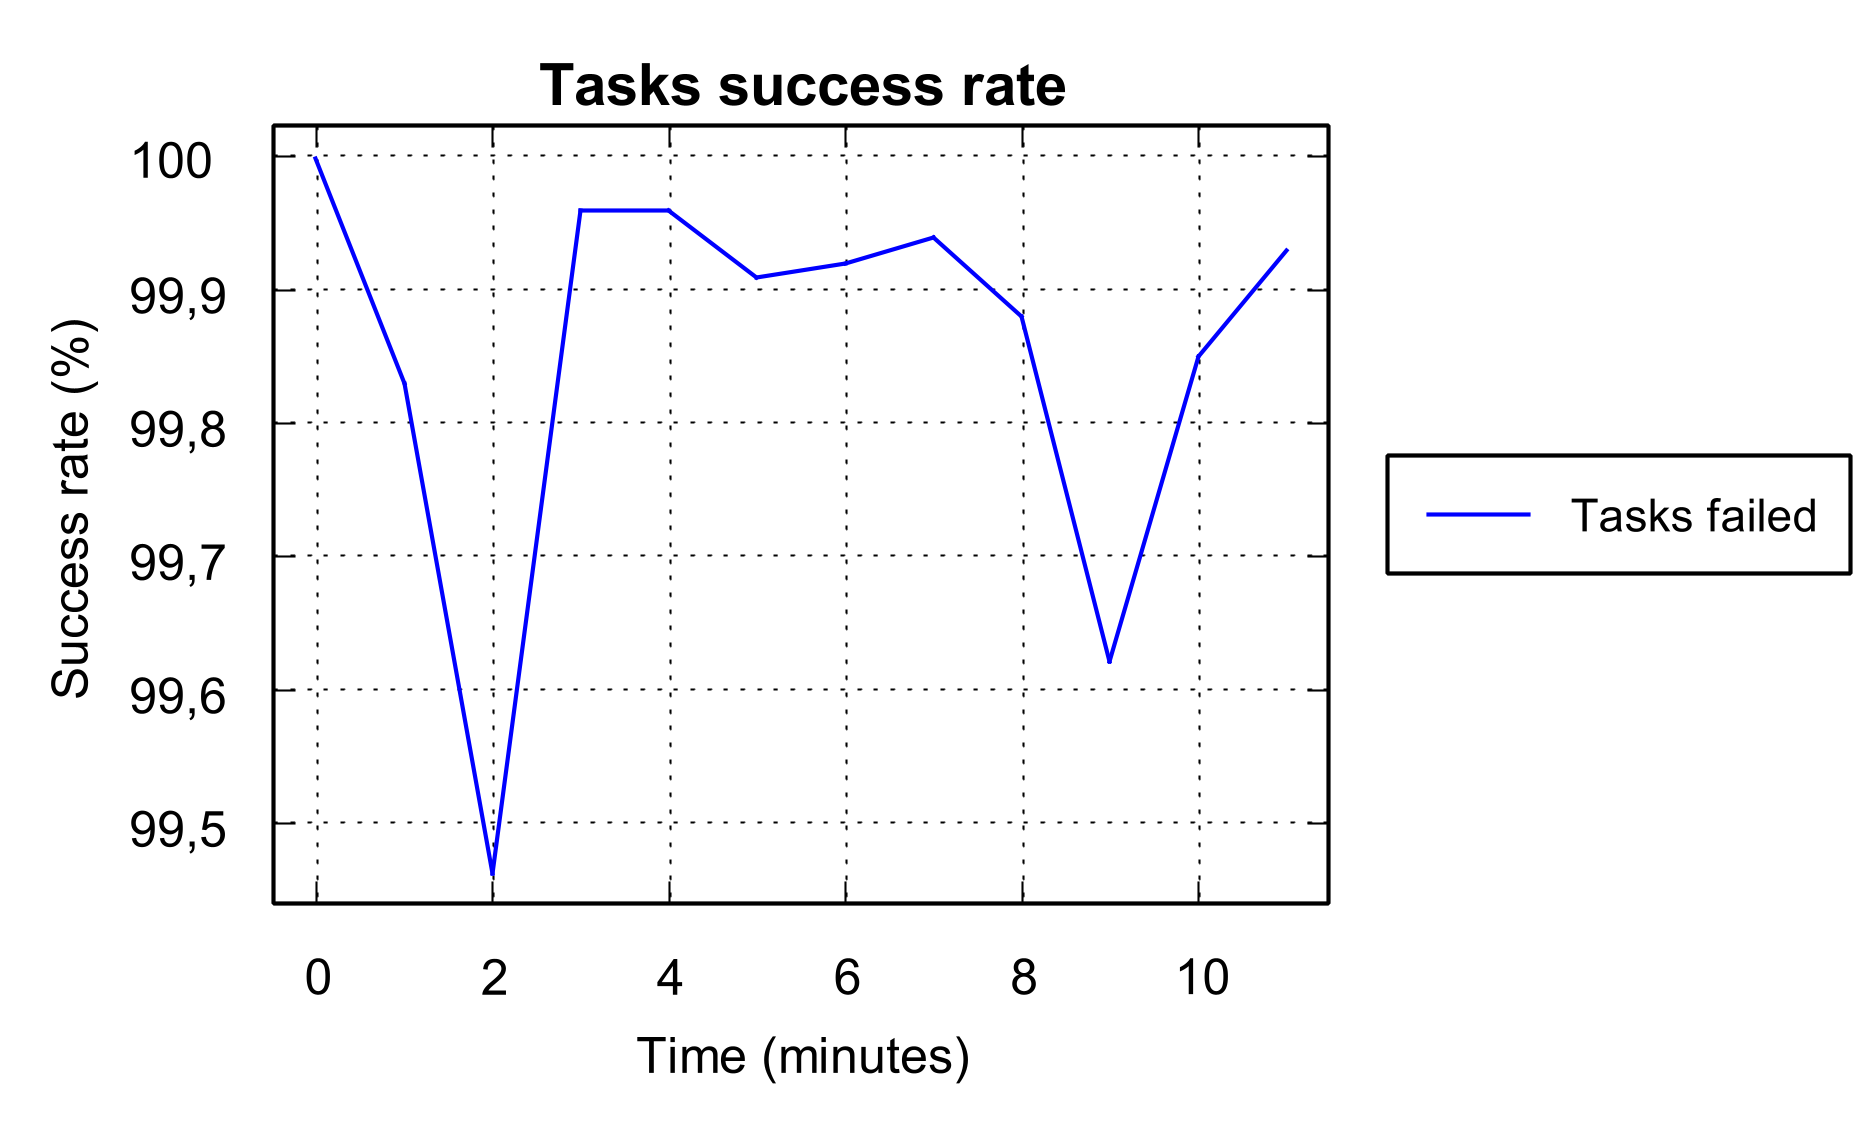 Tasks success rate
100
99,9
99,8
99,7
99,6
99,5
Success rate (%)
0 2 4 6 8 10
Time (minutes)
Tasks failed